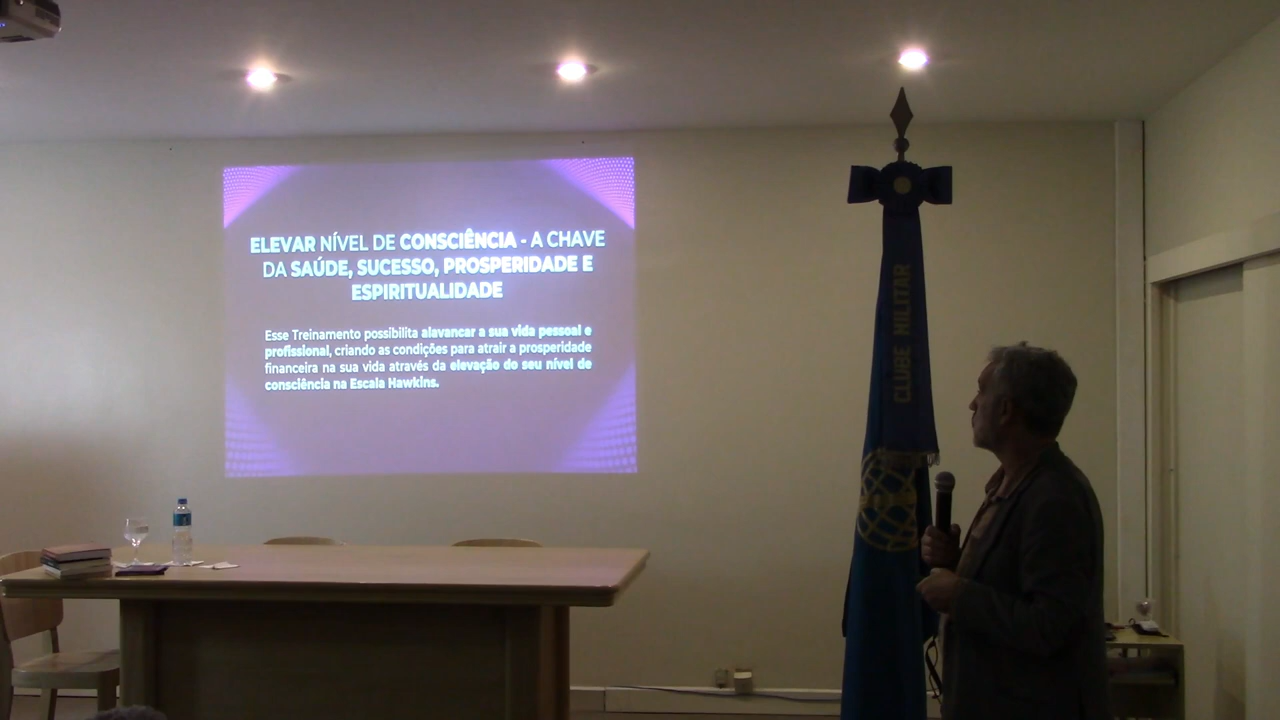 ELEVAR NÍVEL DE CONSCIÊNCIA - A CHAVE
DA SAÚDE, SUCESSO, PROSPERIDADE E
ESPIRITUALIDADE
Esse Treinamento possibilita alavancar a sua vida pessoal e
profissional, criando as condições para atrair a prosperidade
financeira na sua vida através da elevação do seu nível de
consciência na Escala Hawkins.
CLUBE MILITAR